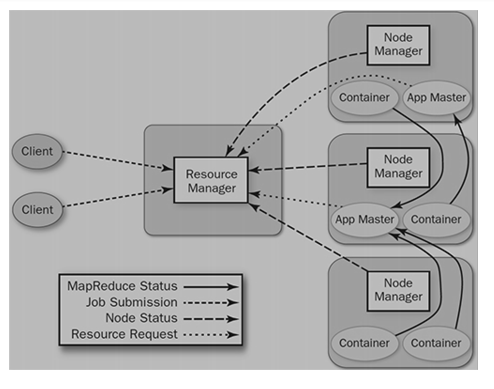 Node
Manager
Container
App Master
Client
Resource
Manager
Node
Manager
Client
App Master
Container
MapReduce Status
Job Submission
Node Status
Resource Request
Node
Manager
Container
Container